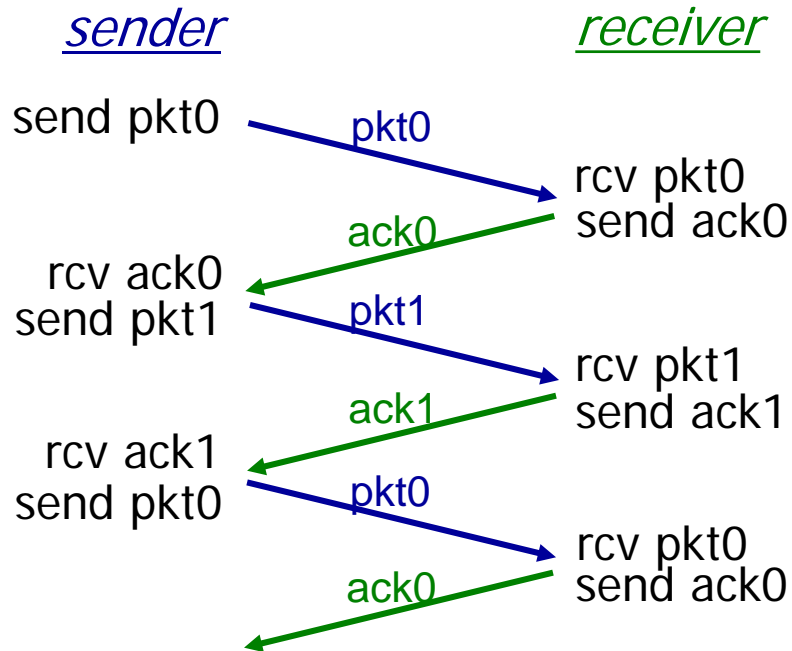 sender
receiver
send pkt0
pkt0
rcv pkt0
send ack0
ack0
rcv ack0
send pkt1
pkt1
rcv pkt1
send ack1
ack1
rcv ack1
send pkt0
pkt0
rcv pkt0
send ack0
ack0